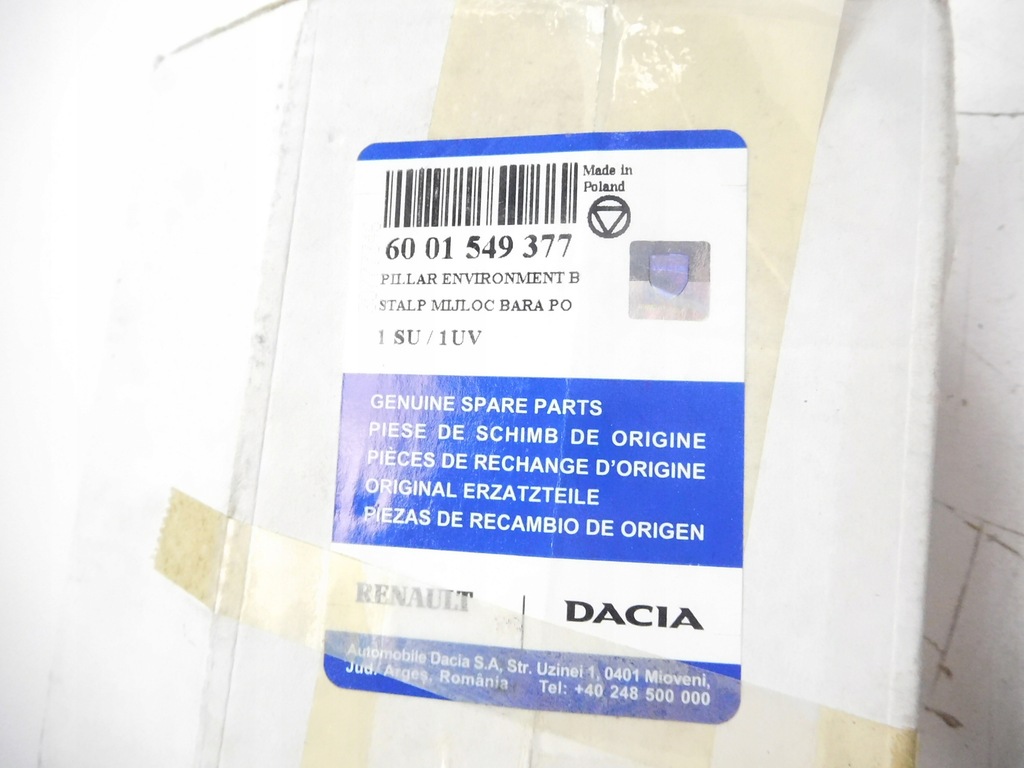 Made in
Poland
60 01 549 377
PILLAR ENVIRONMENT B
STALP MIJLOC BARA PO
1 SU / 1UV
GENUINE SPARE PARTS
PIESE DE SCHIMB DE ORIGINE
PIÈCES DE RECHANGE D'ORIGINE
ORIGINAL ERZATZTEILE
PIEZAS DE RECAMBIO DE ORIGEN
RENAULT | DACIA
Automobile Dacia S.A, Str. Uzinei 1, 0401 Mioveni,
Jud. Argeş, România Tel: +40 248 500 000